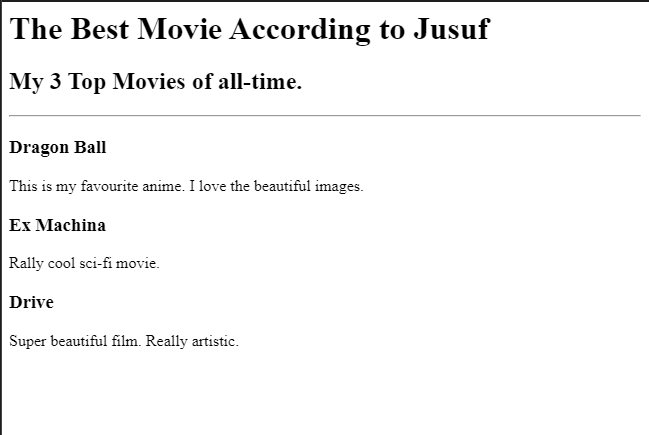 The Best Movie According to Jusuf
My 3 Top Movies of all-time.
Dragon Ball
This is my favourite anime. I love the beautiful images.
Ex Machina
Rally cool sci-fi movie.
Drive
Super beautiful film. Really artistic.